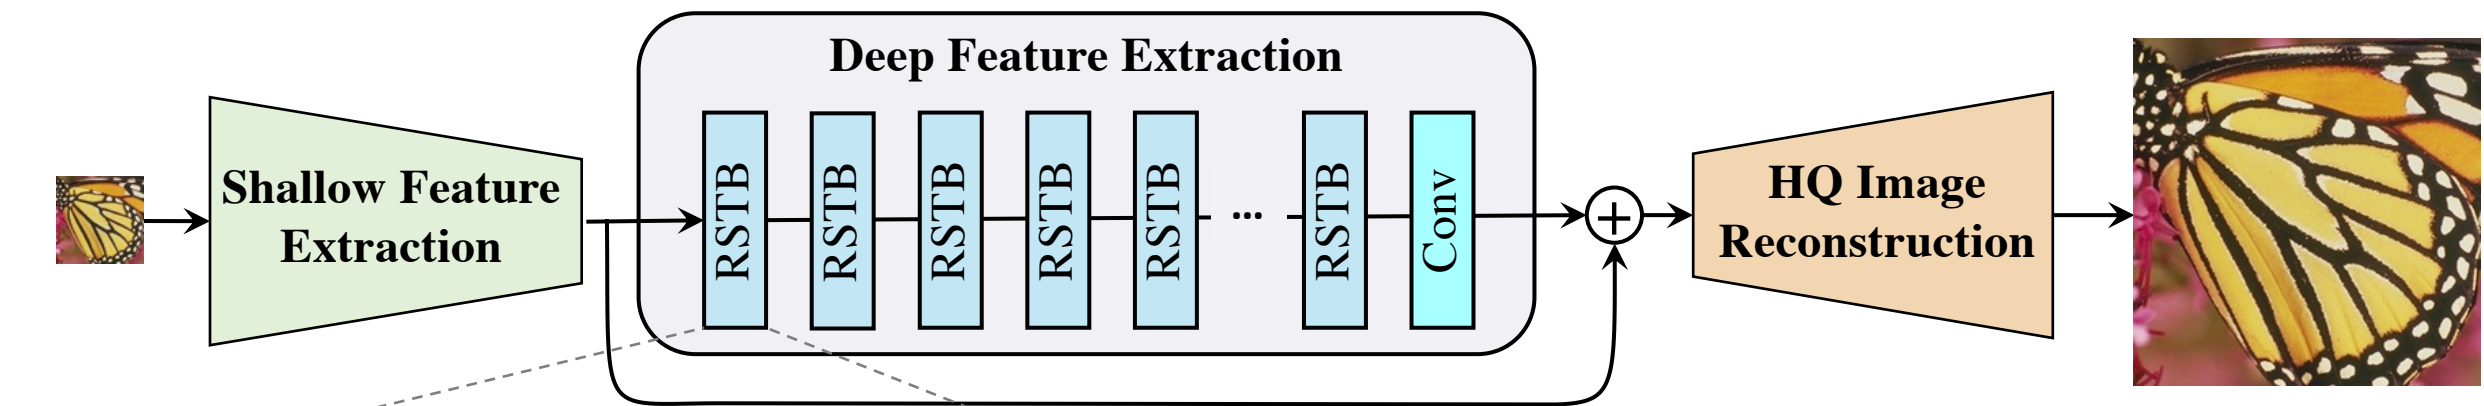 Deep Feature Extraction
Shallow Feature
Extraction
RSTB
RSTB
RSTB
RSTB
RSTB
...
RSTB
Conv
+
HQ Image
Reconstruction